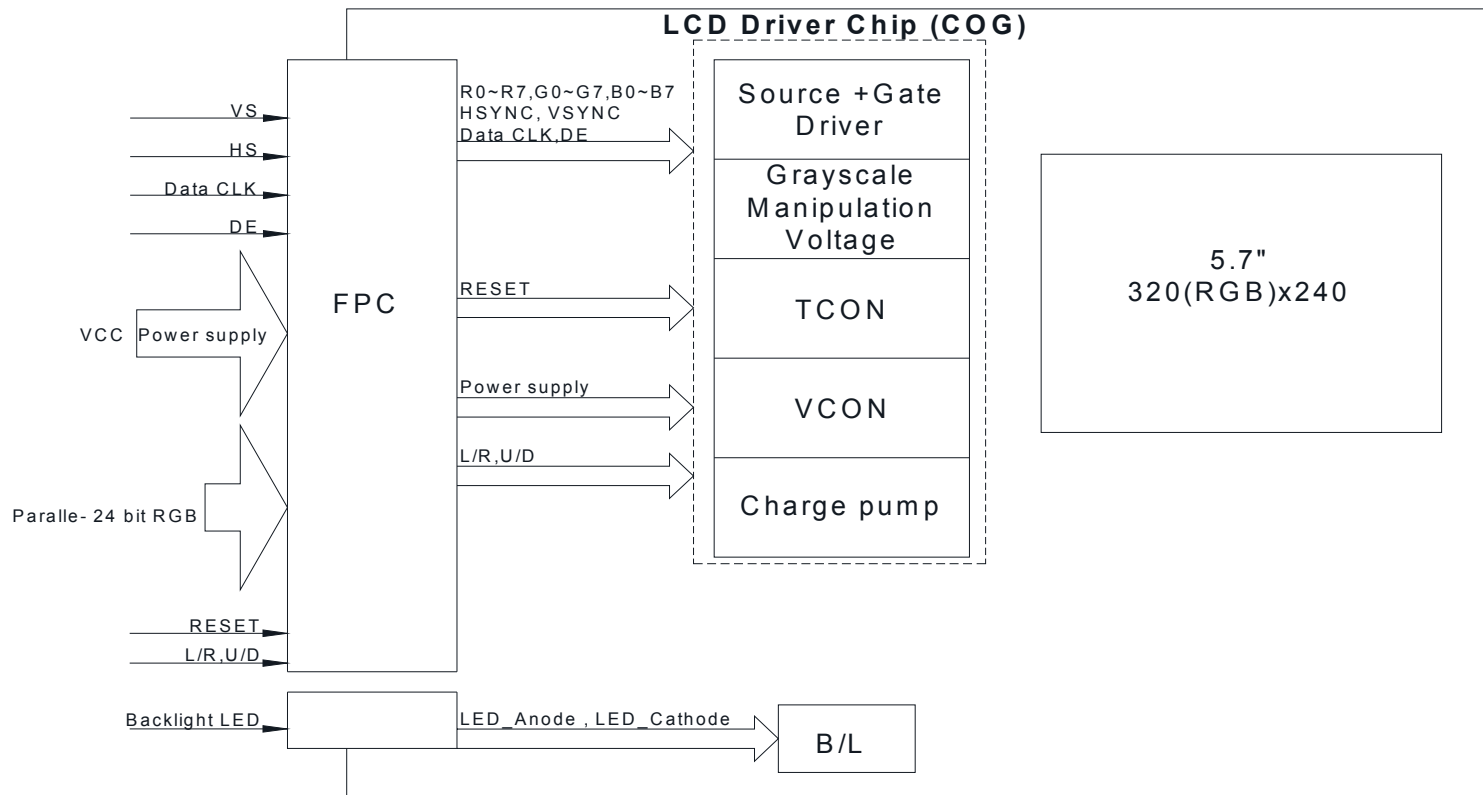 LCD Driver Chip (COG)
VS
HS
Data CLK
DE
VCC Power supply
Paralle- 24 bit RGB
RESET
L/R,U/D
Backlight LED
FPC
R0~R7,G0~G7,B0~B7
HSYNC, VSYNC
Data CLK,DE
RESET
Power supply
L/R,U/D
LED_Anode , LED_Cathode
Source +Gate
Driver
Grayscale
Manipulation
Voltage
TCON
VCON
Charge pump
B/L
5.7"
320(RGB)x240